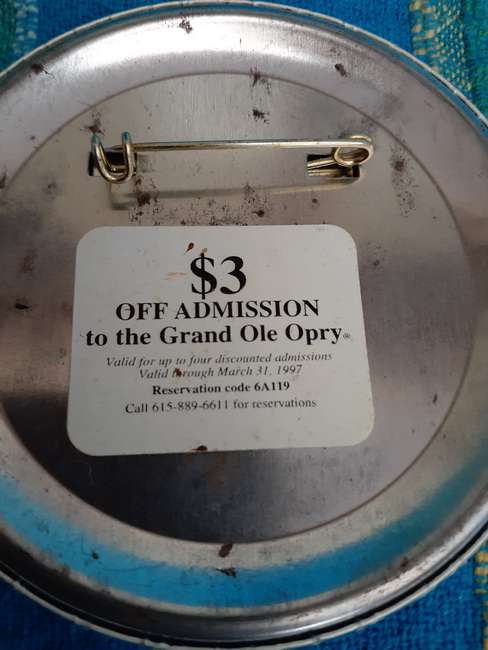 $3
OFF ADMISSION
to the Grand Ole Opry®
Valid for up to four discounted admissions
Valid through March 31, 1997
Reservation code 6A119
Call 615-889-6611 for reservations